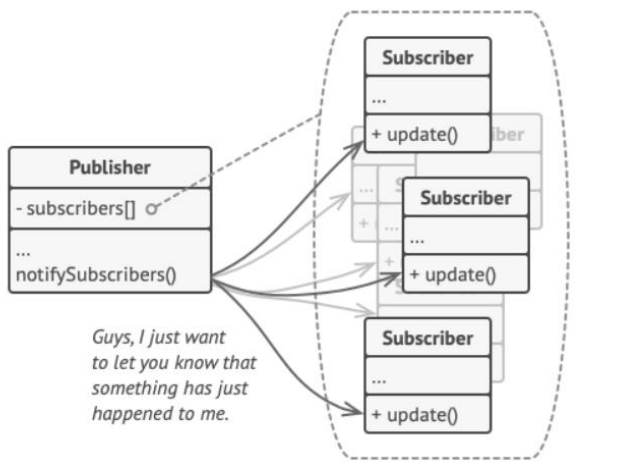 Publisher
- subscribers[]
...
notifySubscribers()
Guys, I just want
to let you know that
something has just
happened to me.
Subscriber
...
+ update()
...
+
...
+
Subscriber
...
+ update()
Subscriber
...
+ update()